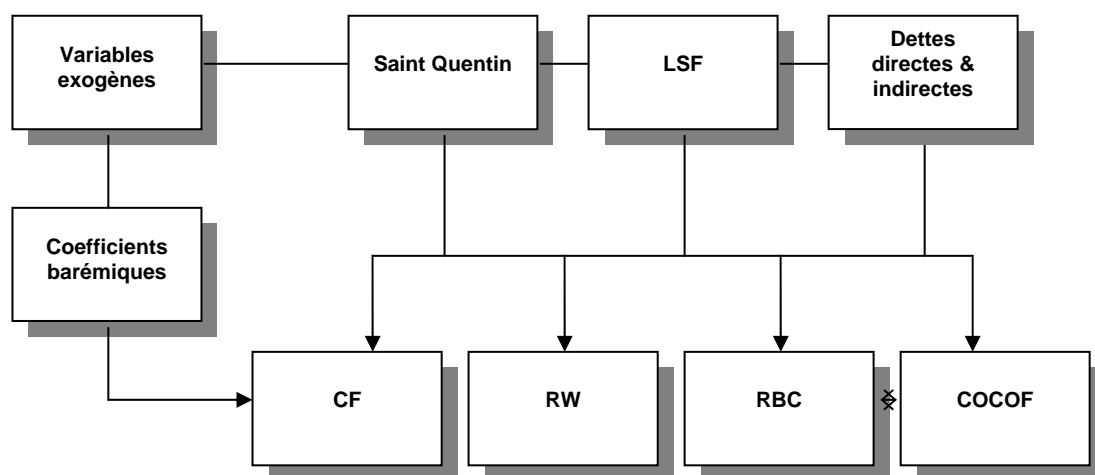 Variables
exogènes
Saint Quentin
LSF
Dettes
directes &
indirectes
Coefficients
barémiques
CF
RW
RBC
COCOF